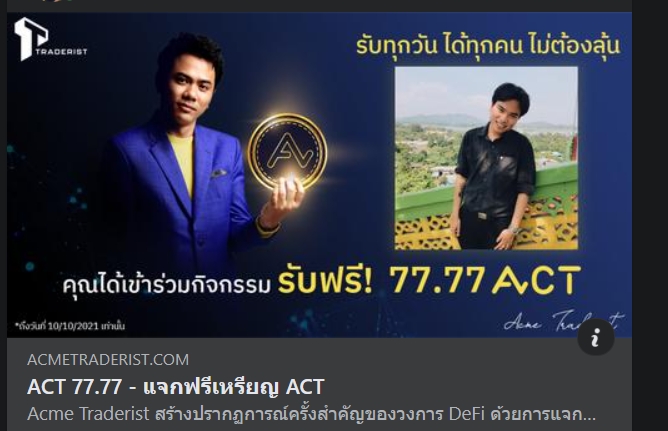 TRADERIST
รับทุกวัน ได้ทุกคน ไม่ต้องลุ้น
คุณได้เข้าร่วมกิจกรรม รับฟรี! 77.77 ACT
*ถึงวันที่ 10/10/2021 เท่านั้น
Acme Traderist
ACMETRADERIST.COM
ACT 77.77 - แจกฟรีเหรียญ ACT
Acme Traderist สร้างปรากฏการณ์ครั้งสำคัญของวงการ DeFi ด้วยการแจก...